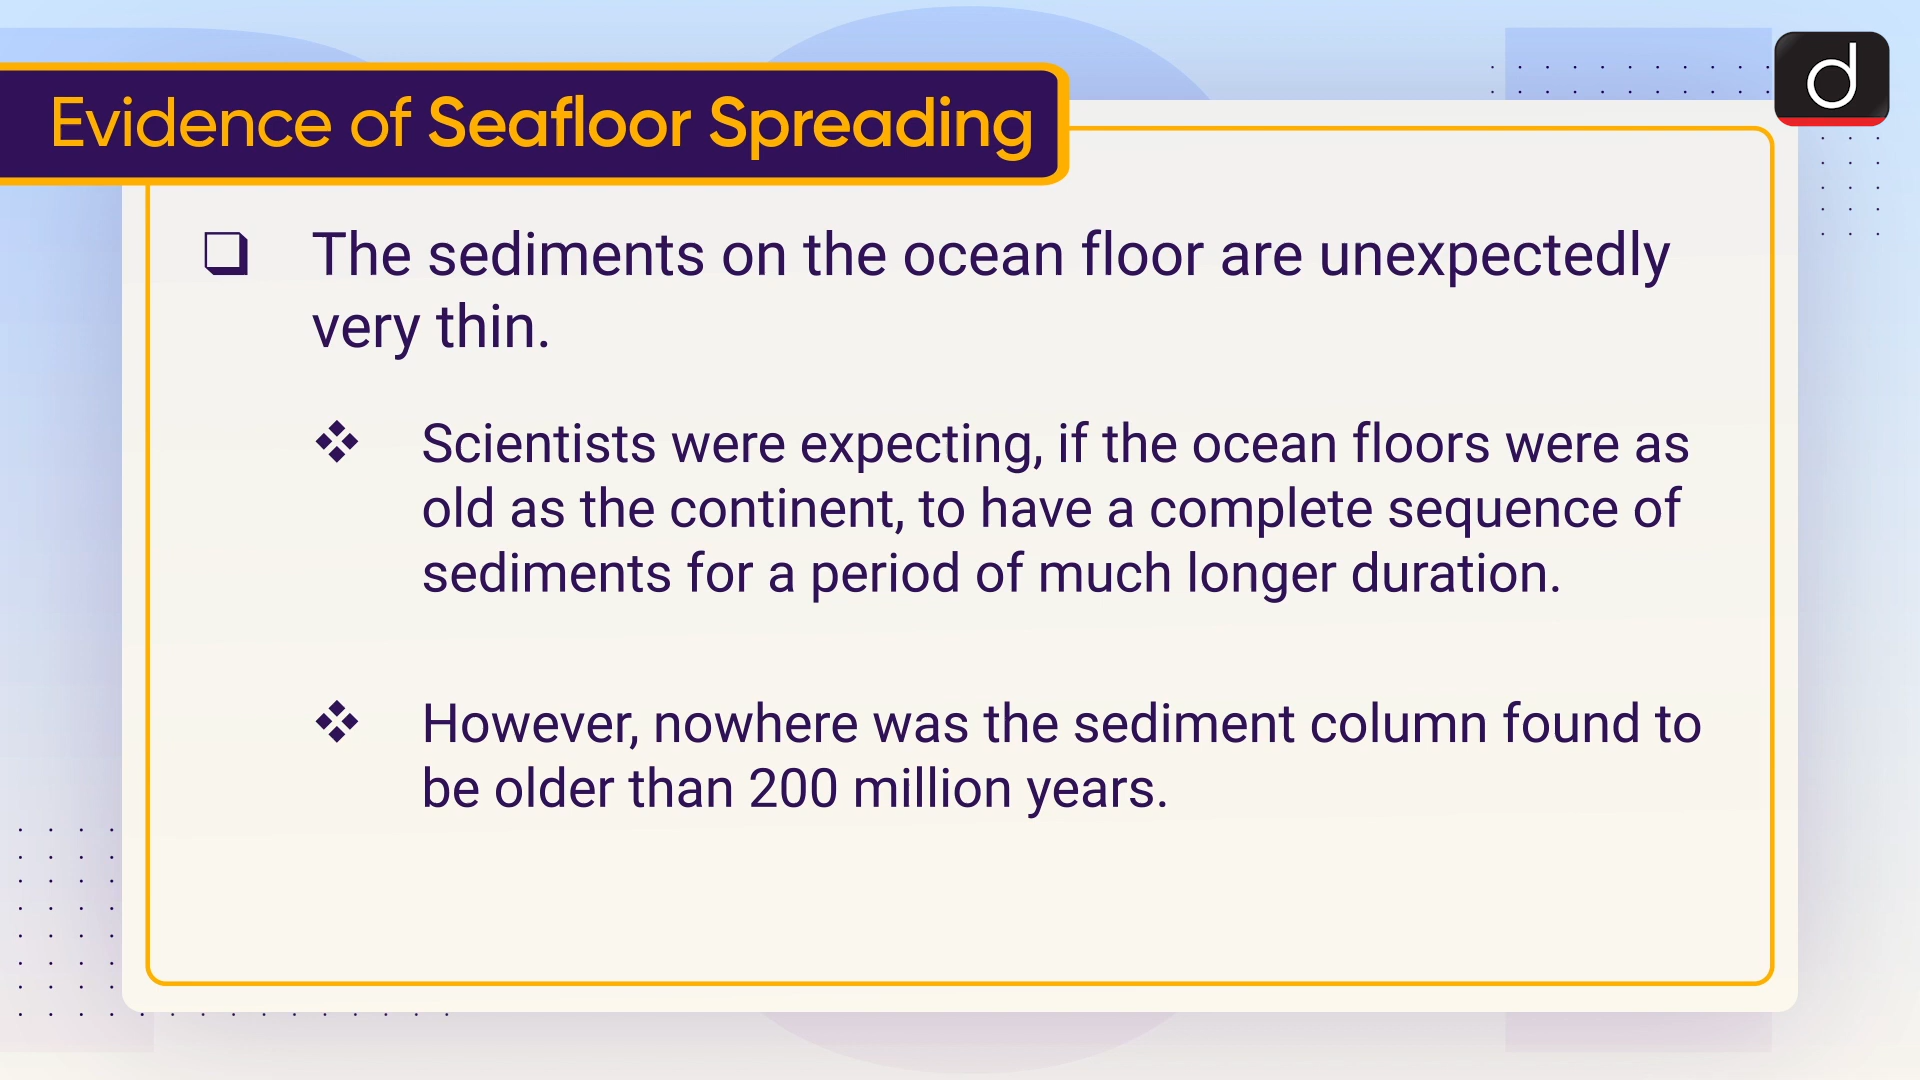 Evidence of Seafloor Spreading
d
❑ The sediments on the ocean floor are unexpectedly
very thin.
❖ Scientists were expecting, if the ocean floors were as
old as the continent, to have a complete sequence of
sediments for a period of much longer duration.
❖ However, nowhere was the sediment column found to
be older than 200 million years.